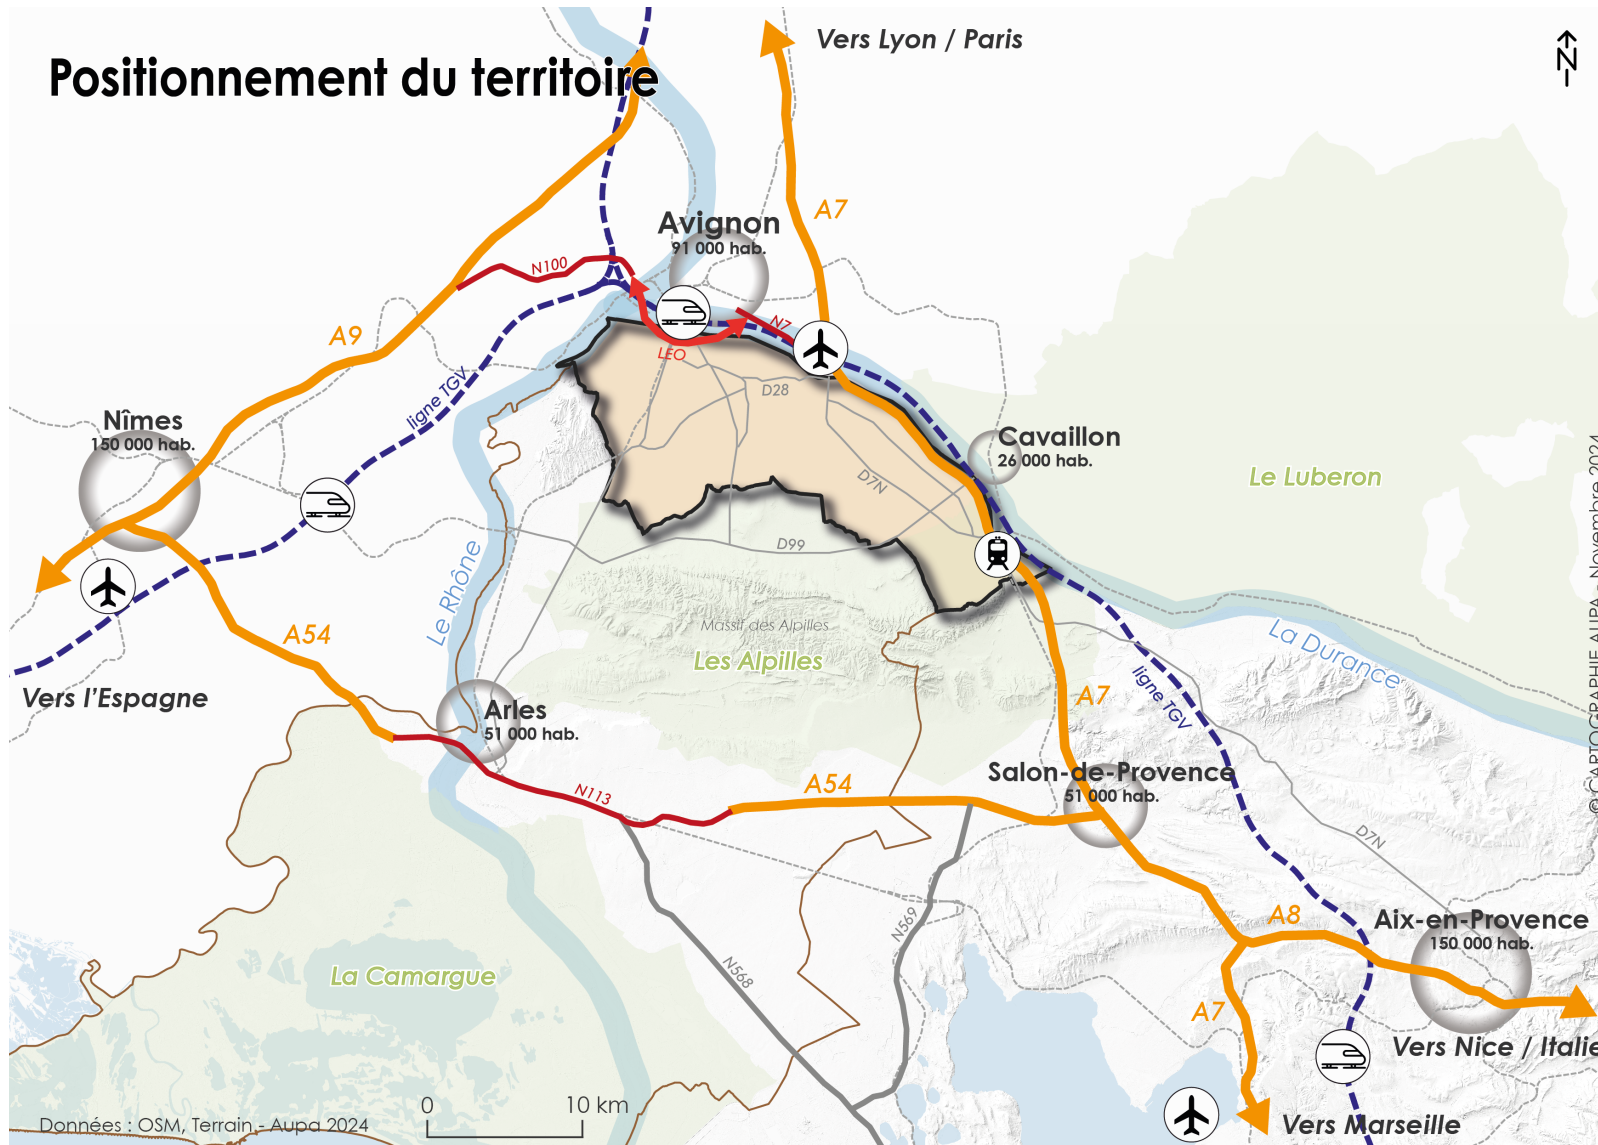 Positionnement du territoire
Vers Lyon / Paris
N
A7
Avignon
91 000 hab.
N100
A9
N7
LEO
ligne TGV
D28
Nîmes
150 000 hab.
Cavaillon
26 000 hab.
Le Luberon
D7N
D99
Le Rhône
A54
Massif des Alpilles
Les Alpilles
La Durance
Vers l'Espagne
ligne TGV
A7
Arles
51 000 hab.
Salon-de-Provence
51 000 hab.
A54
N113
D7N
A8
Aix-en-Provence
150 000 hab.
N569
N568
La Camargue
A7
Vers Nice / Italie
Vers Marseille
0 10 km
Données : OSM, Terrain - Aupa 2024
© CARTOGRAPHIE AUPA - Novembre 2024